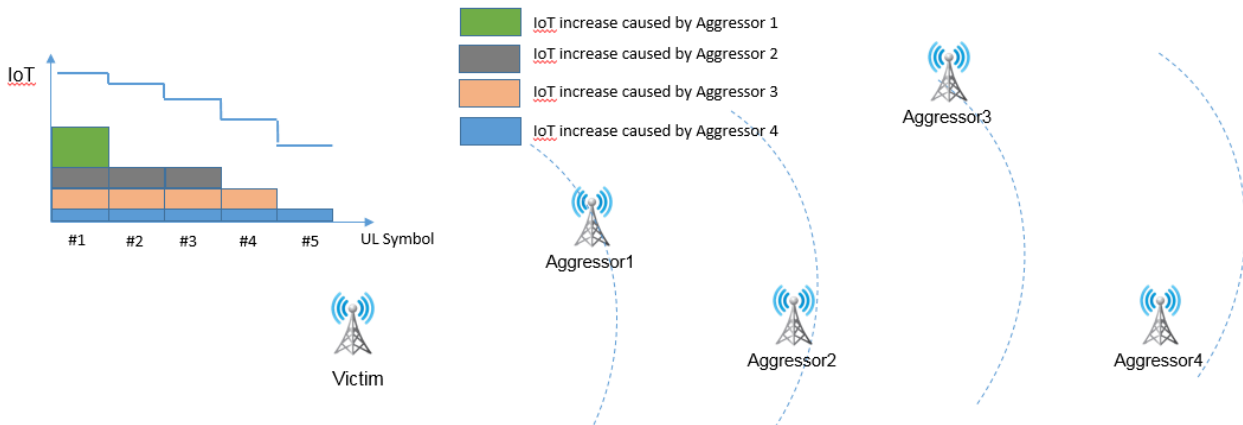 IoT increase caused by Aggressor 1
IoT increase caused by Aggressor 2
IoT increase caused by Aggressor 3
IoT increase caused by Aggressor 4
IoT
#1 #2 #3 #4 #5 UL Symbol
Aggressor3
Aggressor1
Victim
Aggressor2
Aggressor4